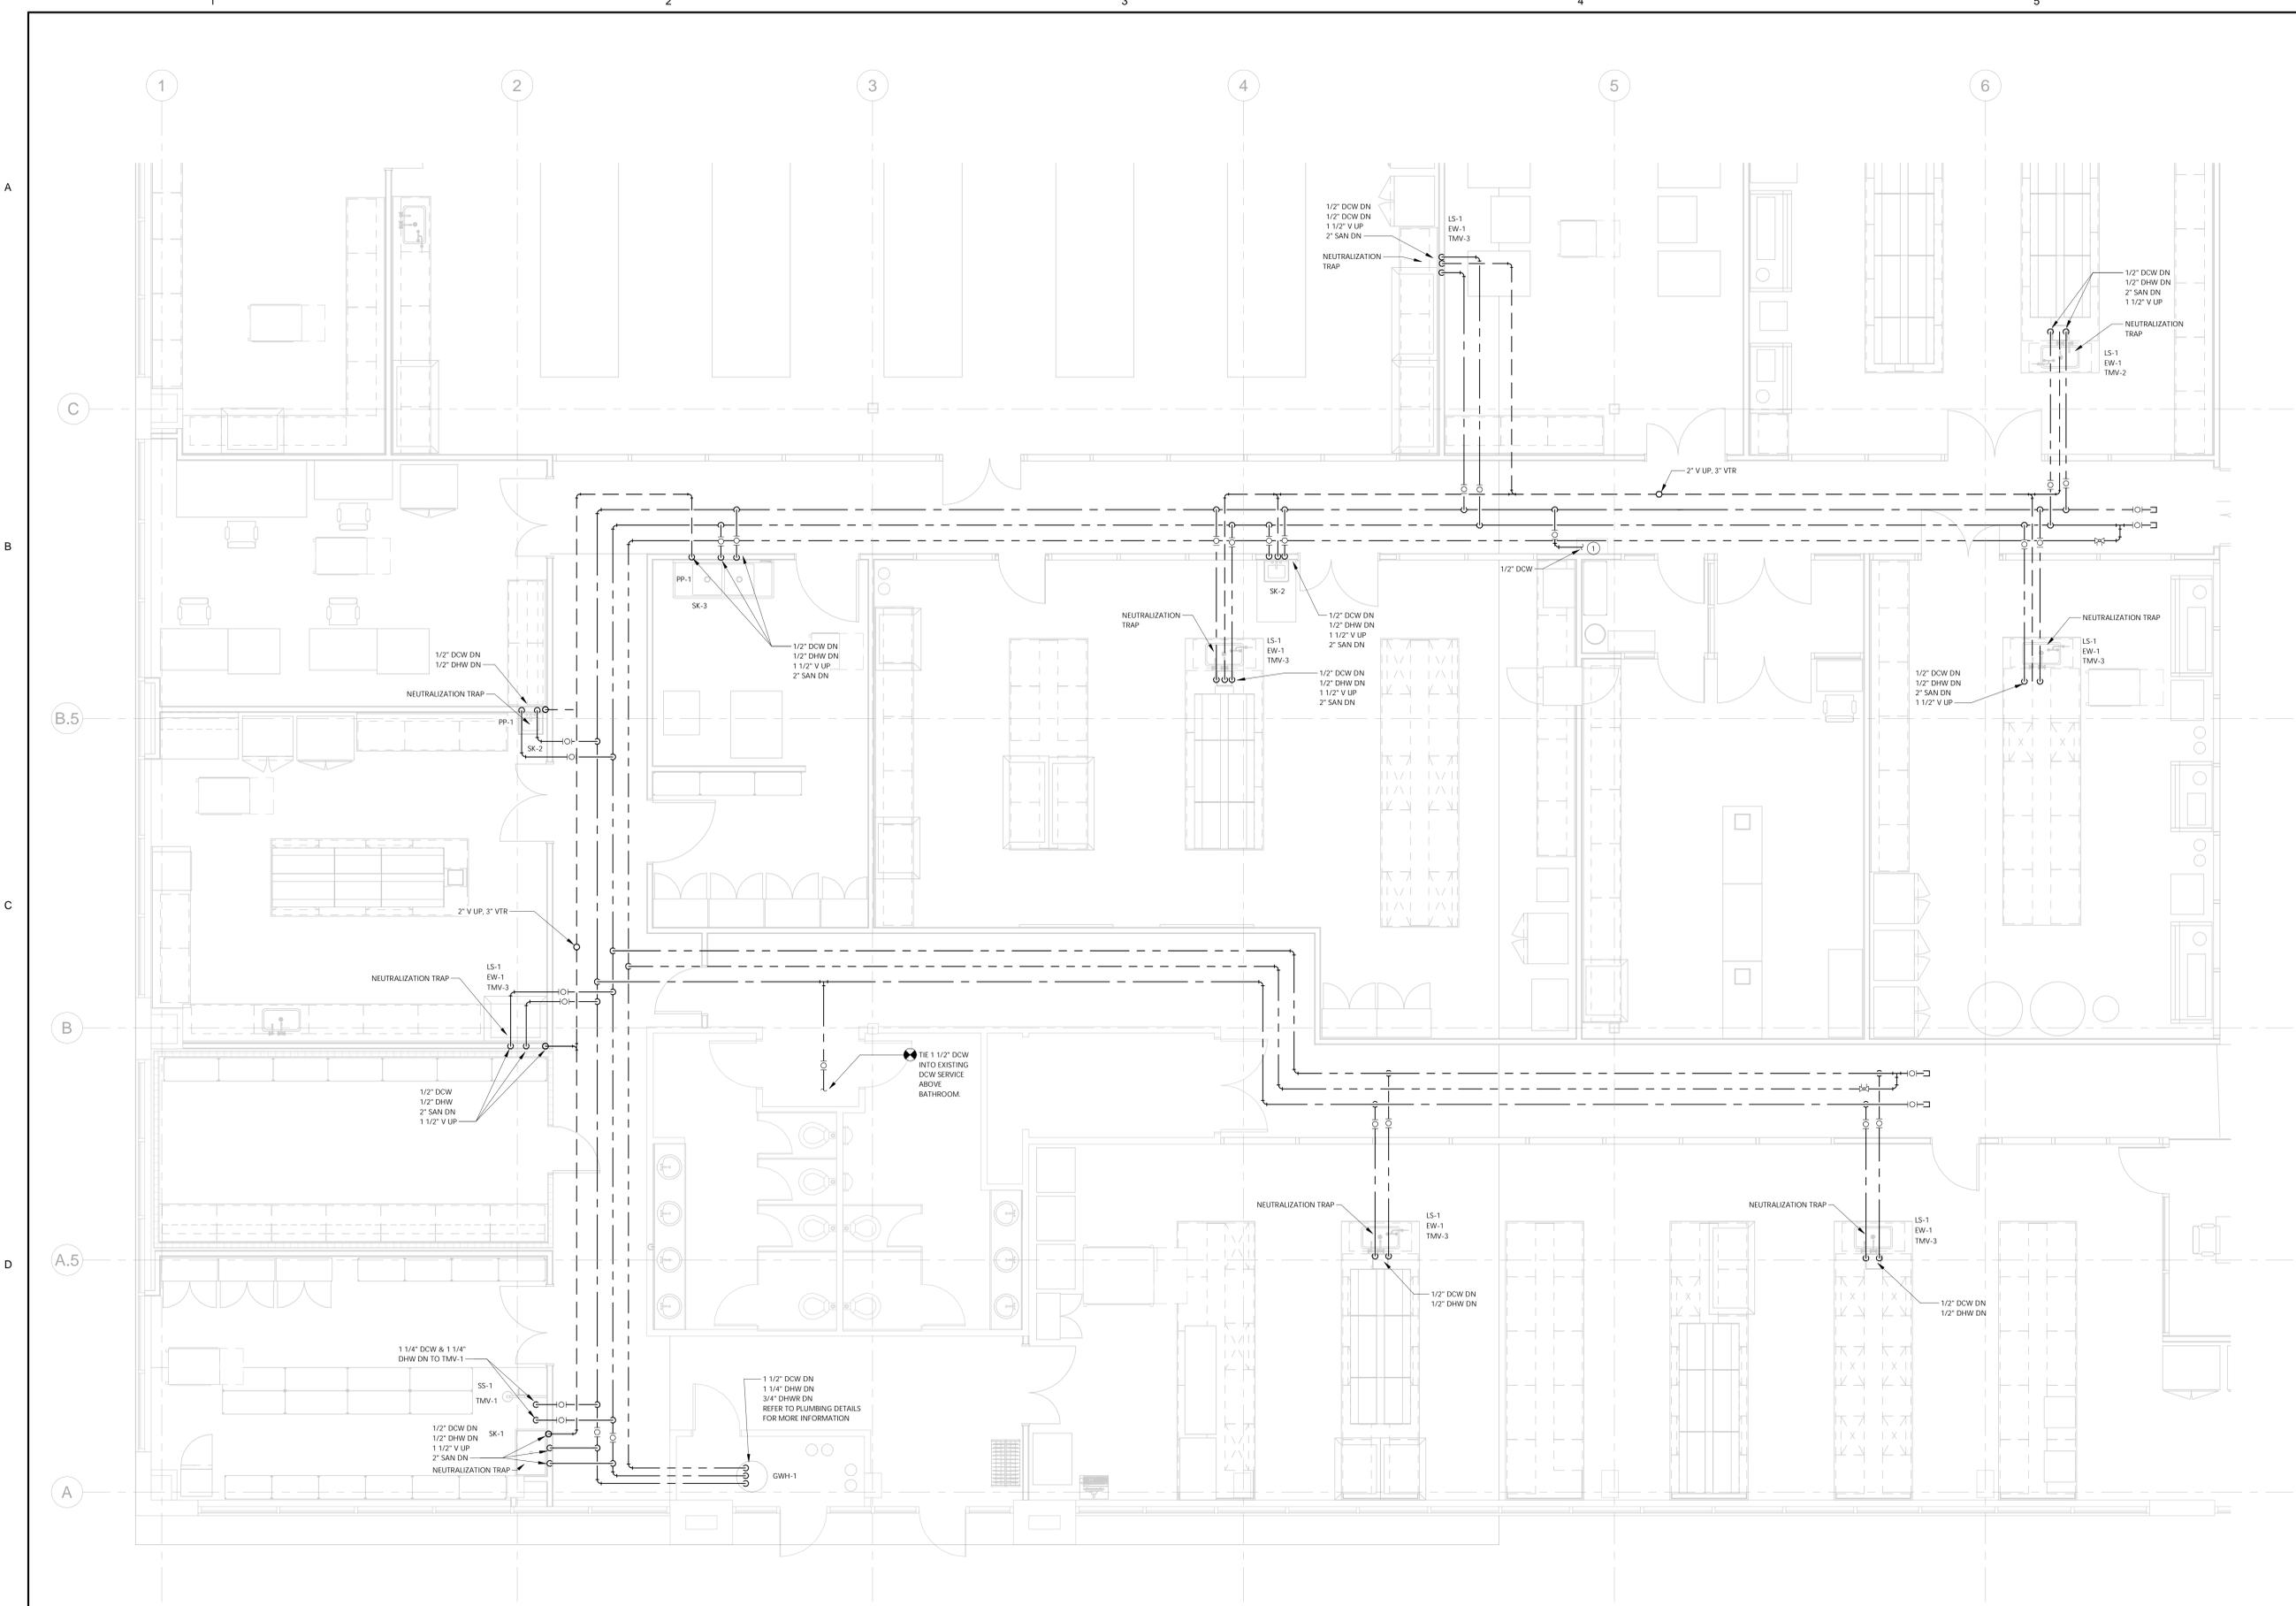 1
2
3
4
5
1
2
3
4
5
6
A
1/2" DCW DN
1/2" DCW DN
1 1/2" V UP
2" SAN DN
LS-1
EW-1
TMV-3
NEUTRALIZATION
TRAP
1/2" DCW DN
1/2" DHW DN
2" SAN DN
1 1/2" V UP
NEUTRALIZATION
TRAP
LS-1
EW-1
TMV-2
C
2" V UP, 3" VTR
B
1
1/2" DCW
PP-1
SK-3
SK-2
NEUTRALIZATION
TRAP
1/2" DCW DN
1/2" DHW DN
1 1/2" V UP
2" SAN DN
NEUTRALIZATION TRAP
LS-1
EW-1
TMV-3
LS-1
EW-1
TMV-3
1/2" DCW DN
1/2" DHW DN
1 1/2" V UP
2" SAN DN
1/2" DCW DN
1/2" DHW DN
1/2" DCW DN
1/2" DHW DN
1 1/2" V UP
2" SAN DN
1/2" DCW DN
1/2" DHW DN
2" SAN DN
1 1/2" V UP
NEUTRALIZATION TRAP
B.5
PP-1
SK-2
C
2" V UP, 3" VTR
LS-1
EW-1
TMV-3
NEUTRALIZATION TRAP
B
TIE 1 1/2" DCW
INTO EXISTING
DCW SERVICE
ABOVE
BATHROOM.
1/2" DCW
1/2" DHW
2" SAN DN
1 1/2" V UP
NEUTRALIZATION TRAP
LS-1
EW-1
TMV-3
NEUTRALIZATION TRAP
LS-1
EW-1
TMV-3
D
A.5
1/2" DCW DN
1/2" DHW DN
1/2" DCW DN
1/2" DHW DN
1 1/4" DCW & 1 1/4"
DHW DN TO TMV-1
SS-1
TMV-1
1 1/2" DCW DN
1 1/4" DHW DN
3/4" DHWR DN
REFER TO PLUMBING DETAILS
FOR MORE INFORMATION
1/2" DCW DN
1/2" DHW DN
1 1/2" V UP
2" SAN DN
SK-1
NEUTRALIZATION TRAP
GWH-1
A